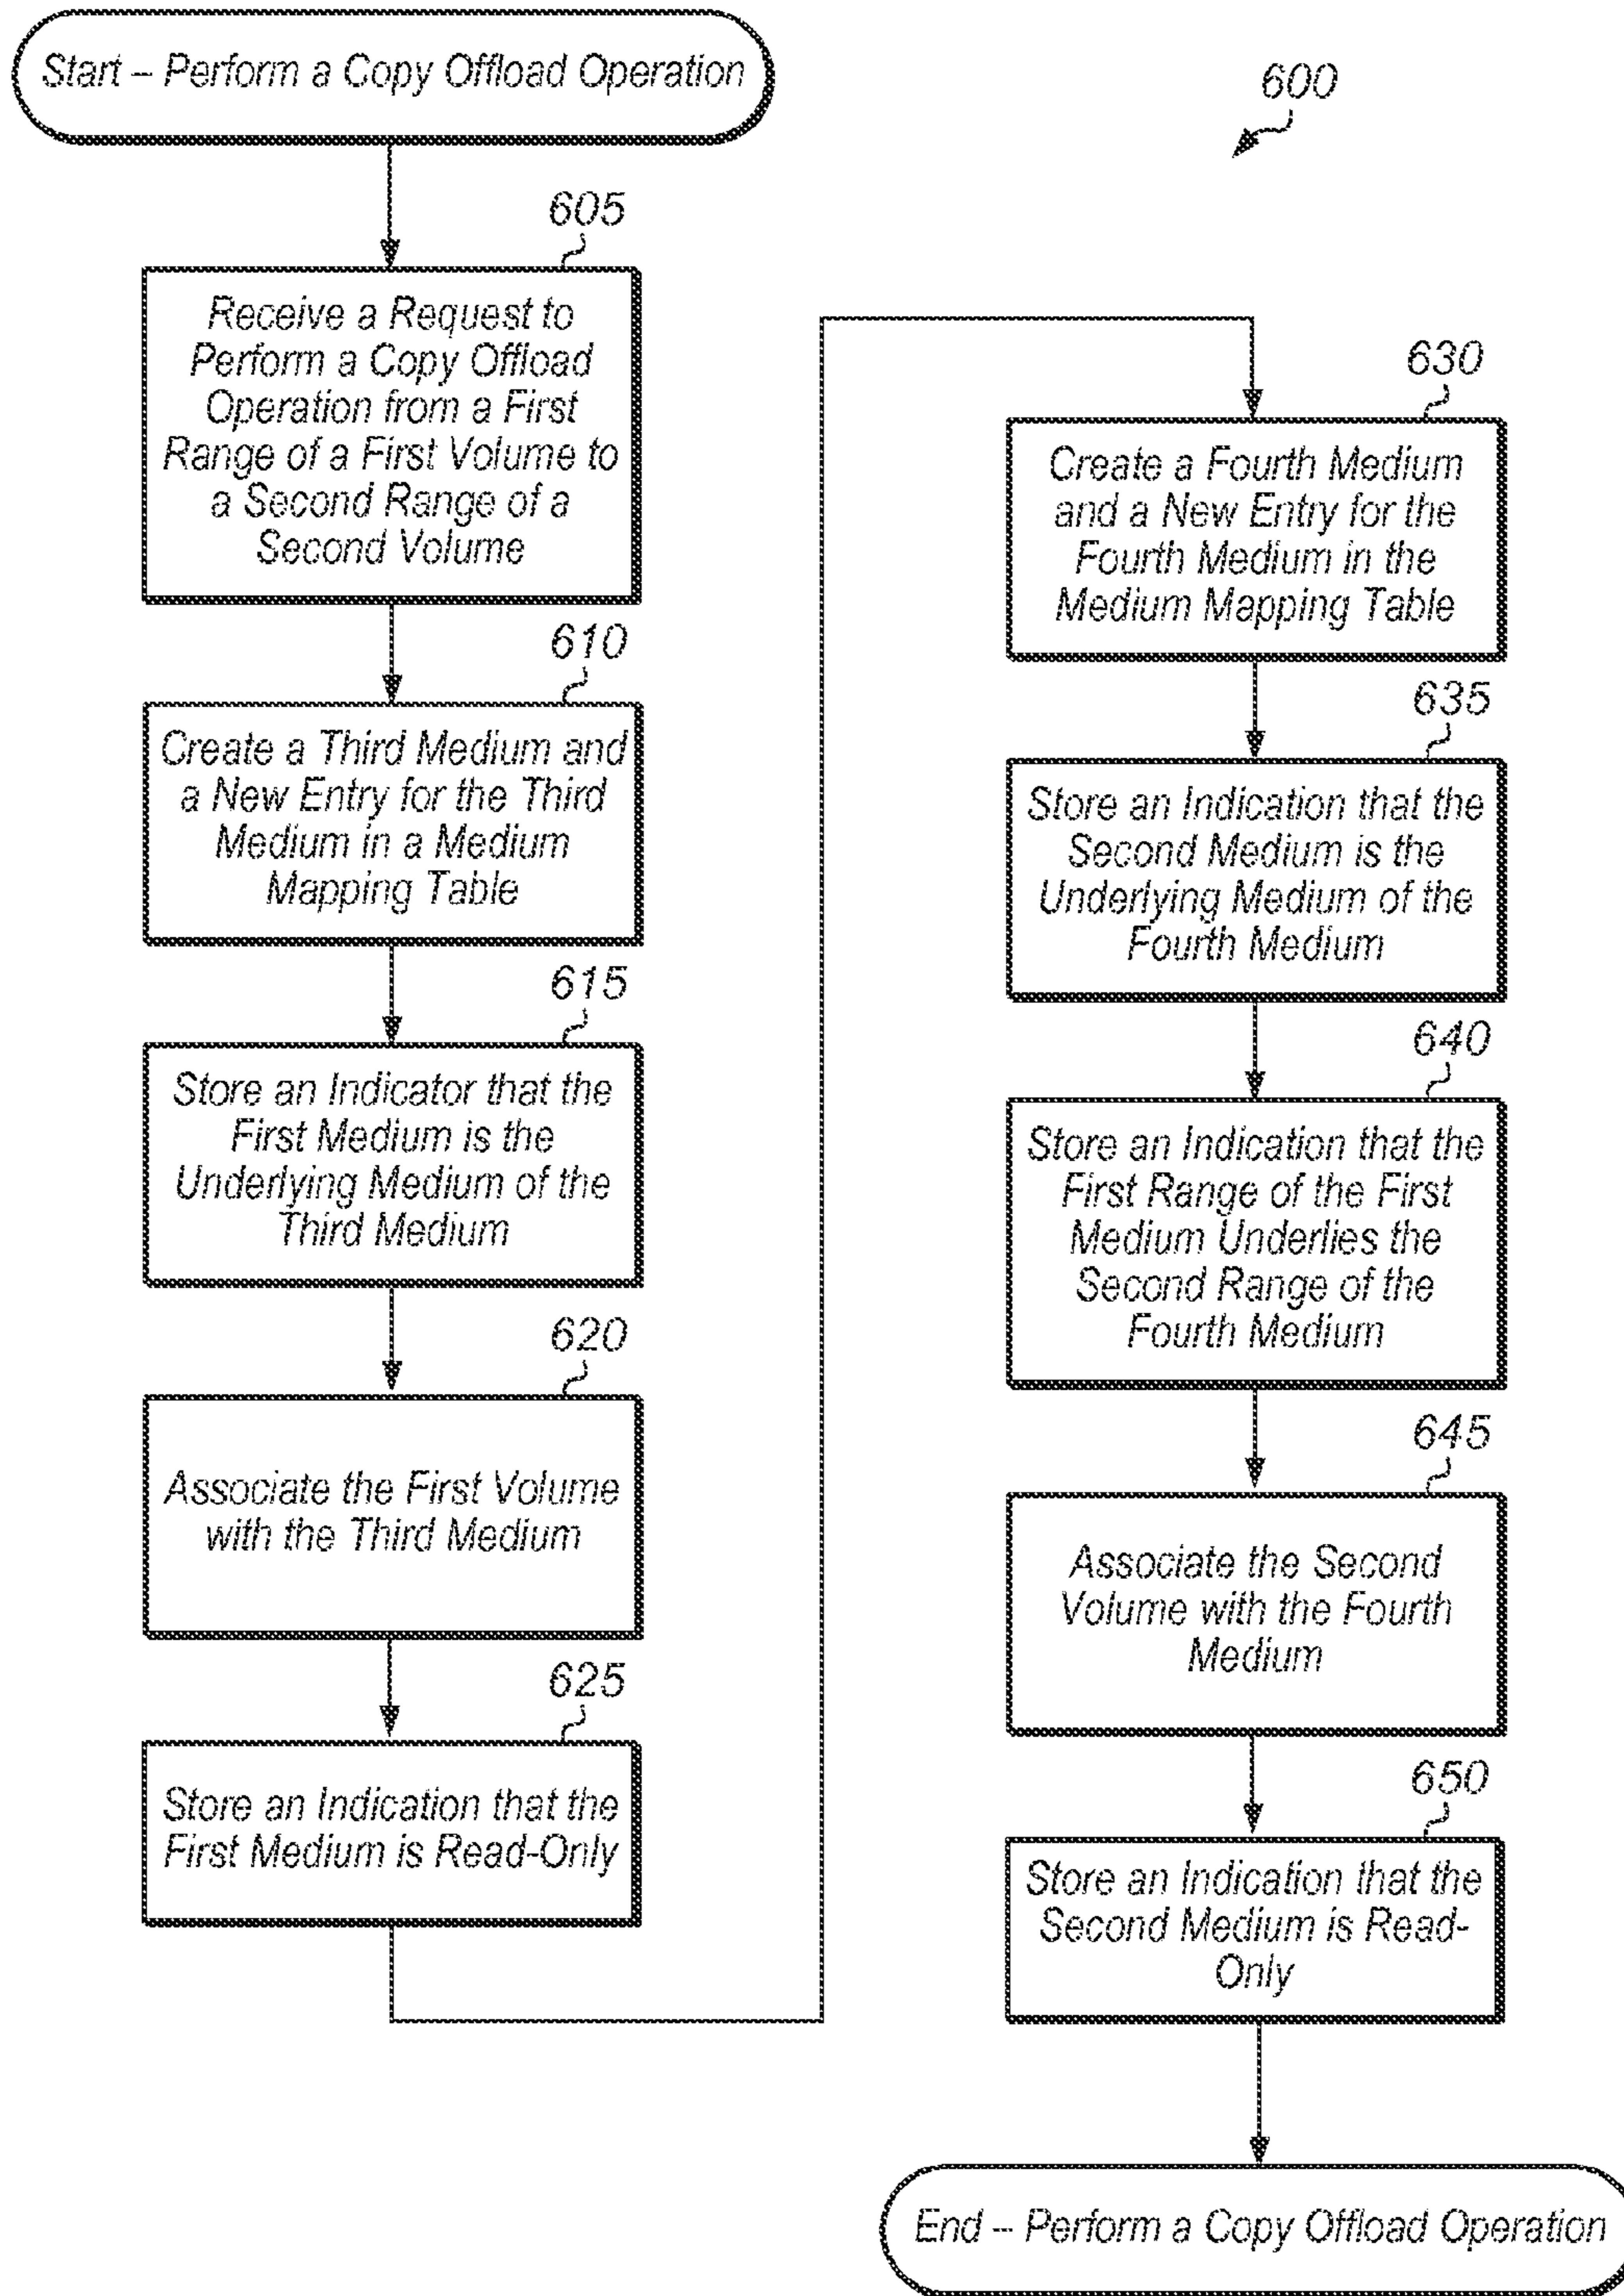 Start – Perform a Copy Offload Operation
600
605
Receive a Request to
Perform a Copy Offload
Operation from a First
Range of a First Volume to
a Second Range of a
Second Volume
610
Create a Third Medium and
a New Entry for the Third
Medium in a Medium
Mapping Table
615
Store an Indicator that the
First Medium is the
Underlying Medium of the
Third Medium
620
Associate the First Volume
with the Third Medium
625
Store an Indication that the
First Medium is Read-Only
630
Create a Fourth Medium
and a New Entry for the
Fourth Medium in the
Medium Mapping Table
635
Store an Indication that the
Second Medium is the
Underlying Medium of the
Fourth Medium
640
Store an Indication that the
First Range of the First
Medium Underlies the
Second Range of the
Fourth Medium
645
Associate the Second
Volume with the Fourth
Medium
650
Store an Indication that the
Second Medium is Read-
Only
End – Perform a Copy Offload Operation